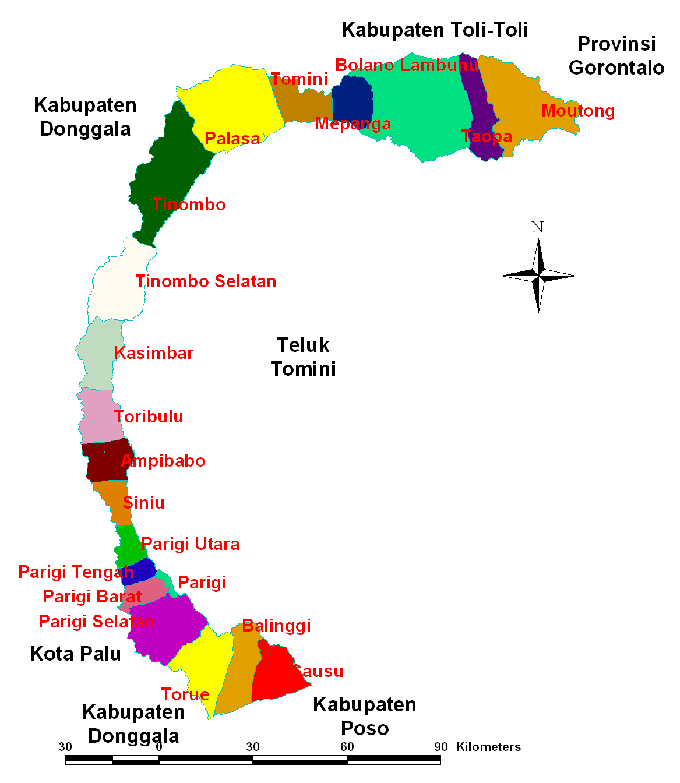 Kabupaten Toli-Toli
Provinsi
Gorontalo
Bolano Lambunu
Tomini
Kabupaten
Donggala
Moutong
Mepanga
Taopa
Palasa
Tinombo
N
Tinombo Selatan
Teluk
Tomini
Kasimbar
Toribulu
Ampibabo
Siniu
Parigi Utara
Parigi Tengah
Parigi
Parigi Barat
Parigi Selatan
Balinggi
Kota Palu
Sausu
Torue
Kabupaten
Donggala
Kabupaten
Poso
30 0 30 60 90 Kilometers